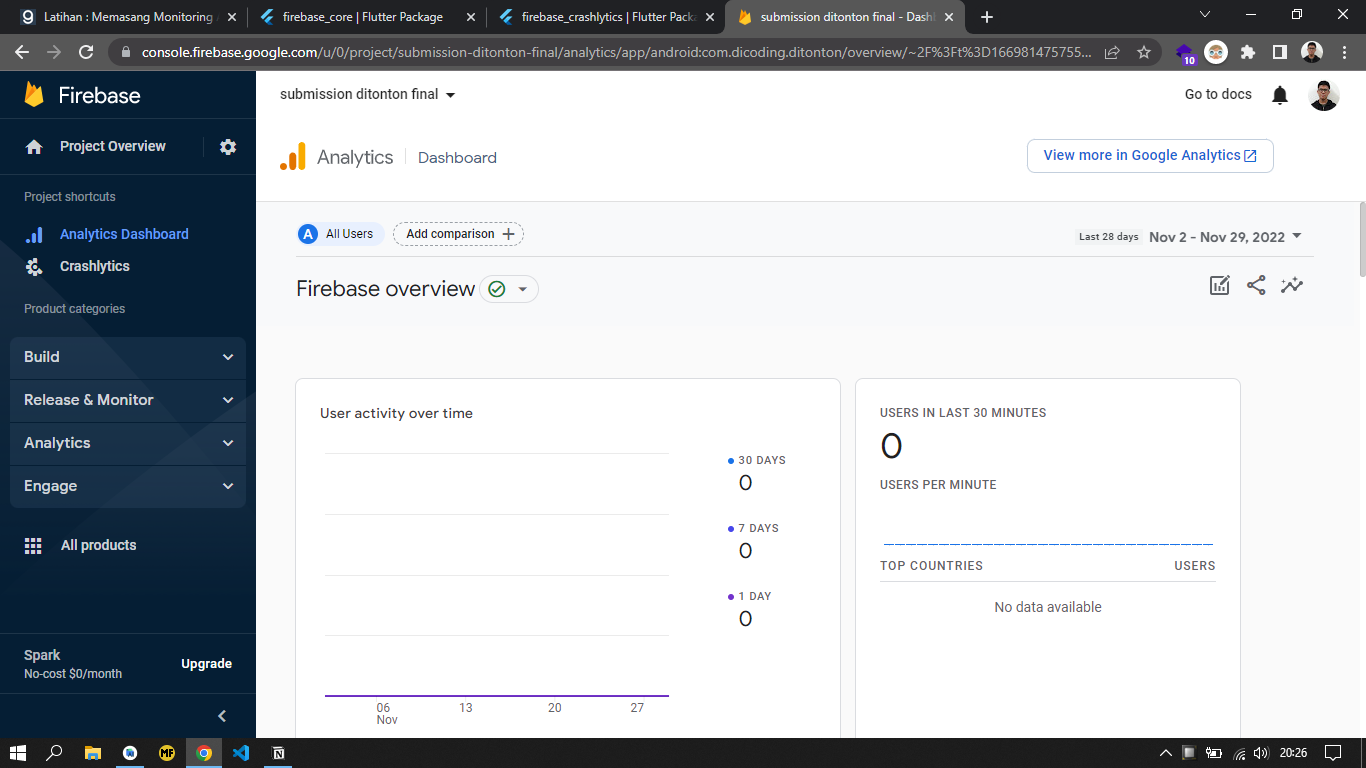 Latihan : Memasang Monitoring
firebase_core | Flutter Package
firebase_crashlytics | Flutter Pack
submission ditonton final - Dash
console.firebase.google.com/u/0/project/submission-ditonton-final/analytics/app/android:com.dicoding.ditonton/overview/~2F%3Ft%3D166981475755...
10
Firebase
submission ditonton final
Go to docs
Project Overview
Analytics
Dashboard
View more in Google Analytics
Project shortcuts
Analytics Dashboard
Crashlytics
Product categories
Build
Release & Monitor
Analytics
Engage
All products
Spark
No-cost $0/month
Upgrade
A All Users
Add comparison
Last 28 days Nov 2 - Nov 29, 2022
Firebase overview
User activity over time
30 DAYS
0
7 DAYS
0
1 DAY
0
06 13 20 27
Nov
USERS IN LAST 30 MINUTES
0
USERS PER MINUTE
TOP COUNTRIES USERS
No data available
MF
20:26